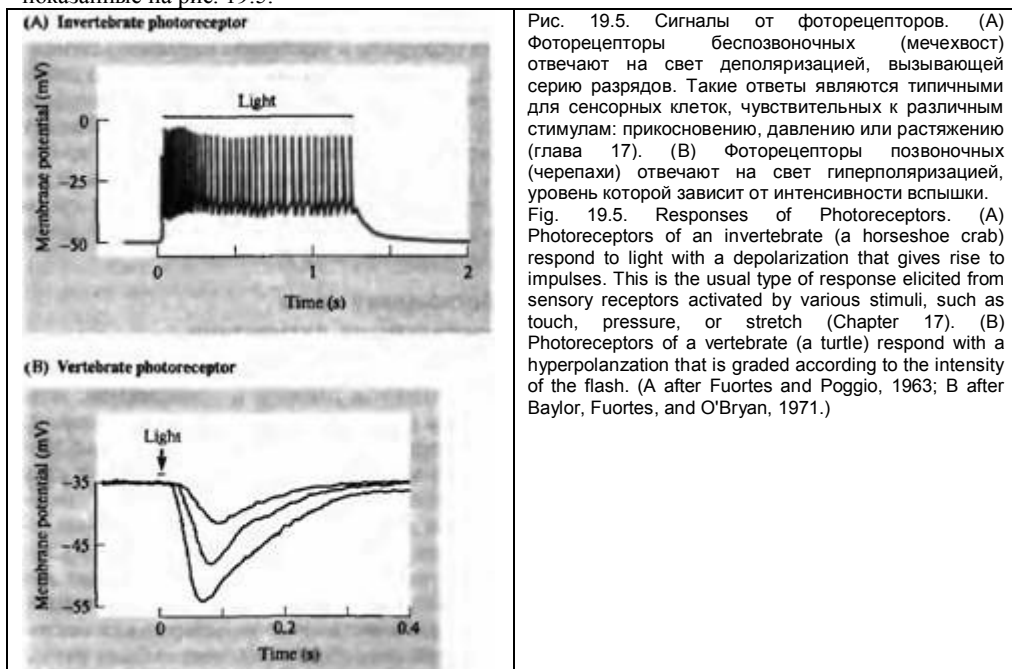 показанные на рис. 19.5.
(A) Invertebrate photoreceptor
Membrane potential (mV)
Light
0
−25
−50
0
1
2
Time (s)
(B) Vertebrate photoreceptor
Membrane potential (mV)
Light
−35
−45
−55
0
0.2
0.4
Time (s)
Рис. 19.5. Сигналы от фоторецепторов. (А)
Фоторецепторы беспозвоночных (мечехвост)
отвечают на свет деполяризацией, вызывающей
серию разрядов. Такие ответы являются типичными
для сенсорных клеток, чувствительных к различным
стимулам: прикосновению, давлению или растяжению
(глава 17). (В) Фоторецепторы позвоночных
(черепахи) отвечают на свет гиперполяризацией,
уровень которой зависит от интенсивности вспышки.
Fig. 19.5. Responses of Photoreceptors. (A)
Photoreceptors of an invertebrate (a horseshoe crab)
respond to light with a depolarization that gives rise to
impulses. This is the usual type of response elicited from
sensory receptors activated by various stimuli, such as
touch, pressure, or stretch (Chapter 17). (B)
Photoreceptors of a vertebrate (a turtle) respond with a
hyperpolanzation that is graded according to the intensity
of the flash. (A after Fuortes and Poggio, 1963; B after
Baylor, Fuortes, and O'Bryan, 1971.)